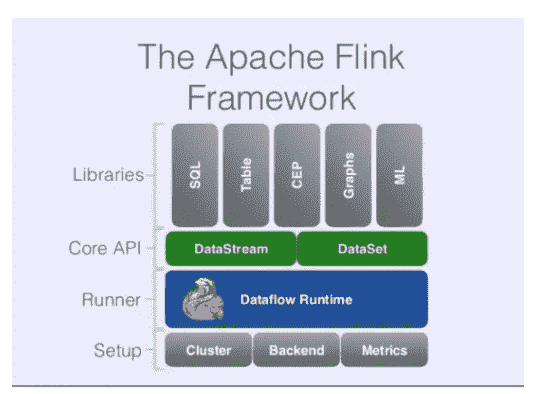 The Apache Flink
Framework
Libraries
SQL
Table
CEP
Graphs
ML
Core API
DataStream
DataSet
Runner
Dataflow Runtime
Setup
Cluster
Backend
Metrics